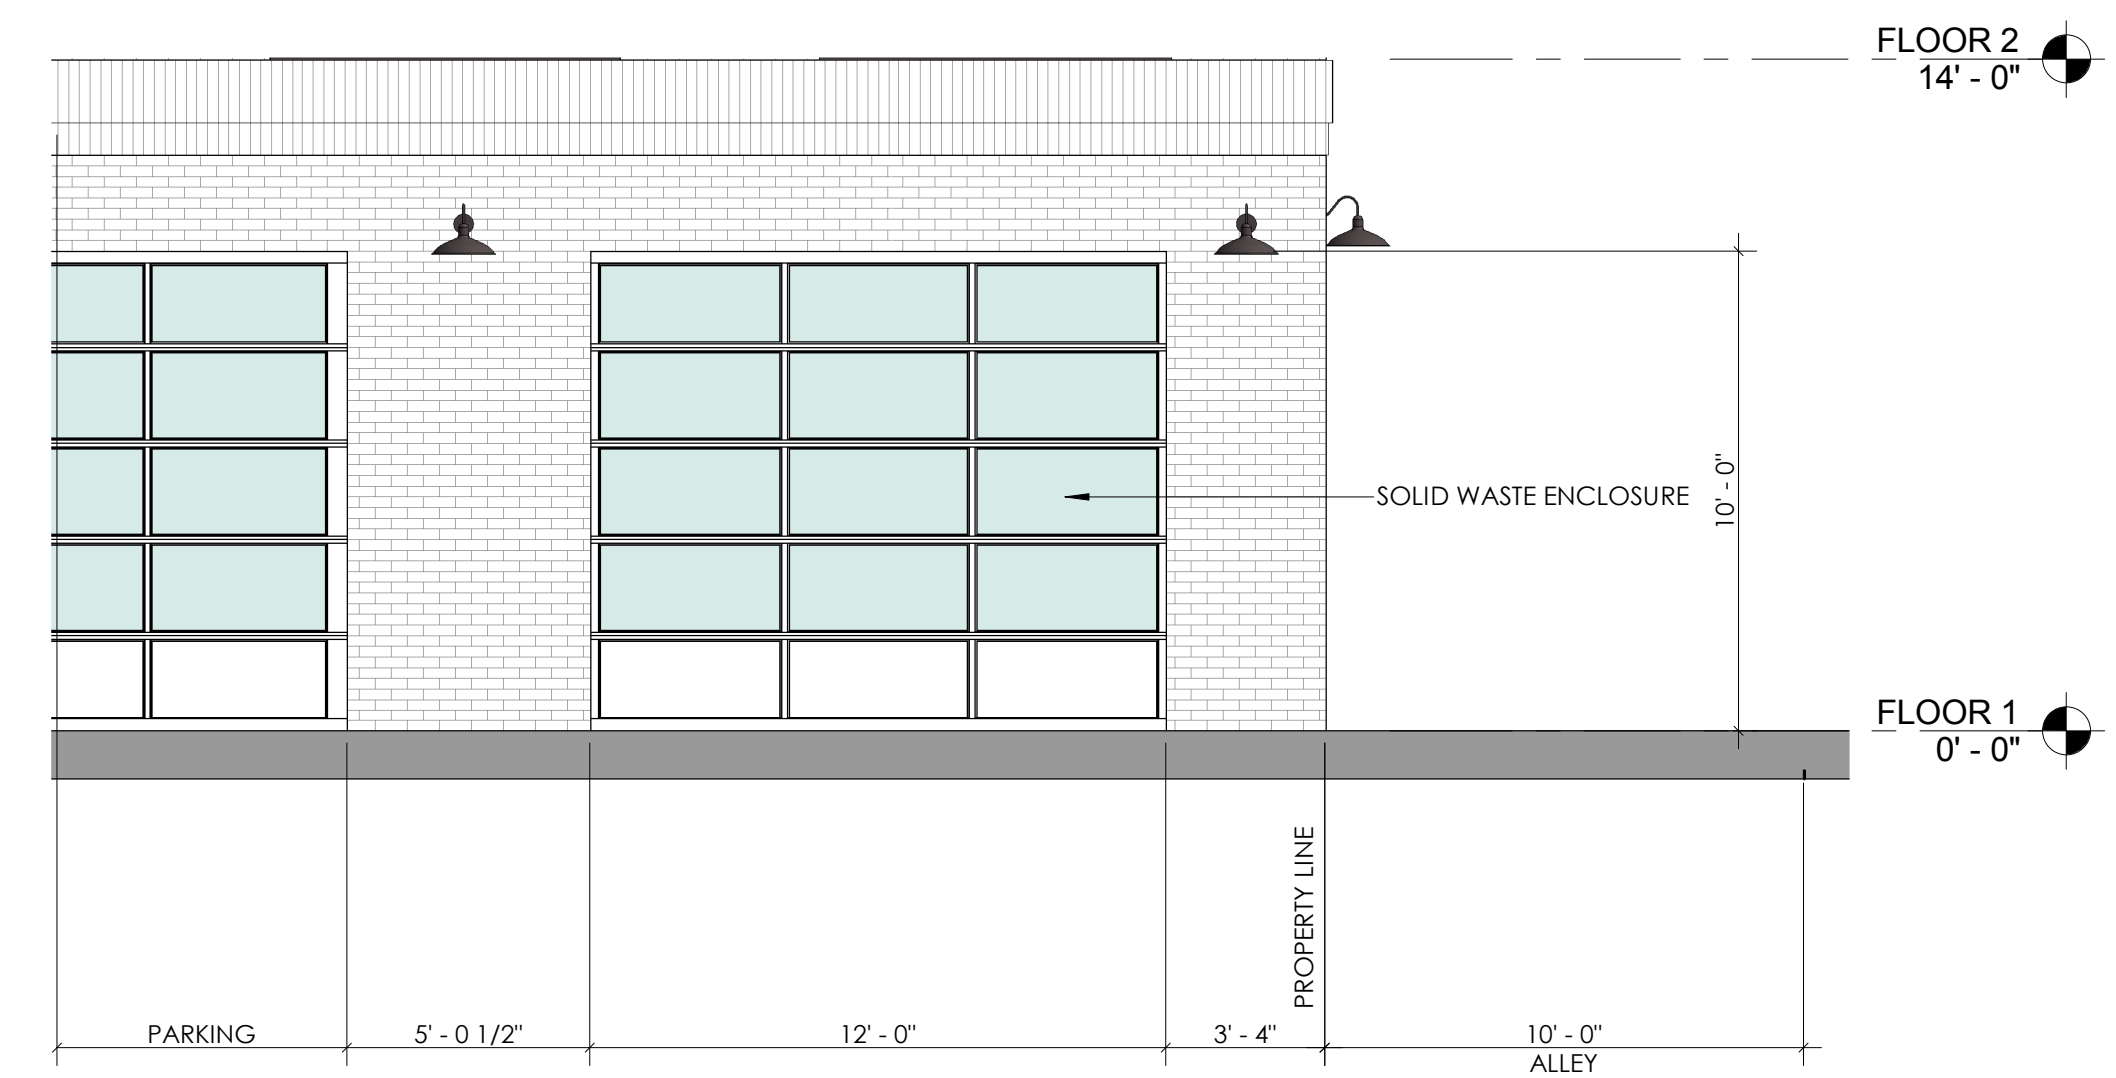 FLOOR 2
14' - 0"
SOLID WASTE ENCLOSURE
10' - 0"
FLOOR 1
0' - 0"
PROPERTY LINE
PARKING
5' - 0 1/2"
12' - 0"
3' - 4"
10' - 0"
ALLEY